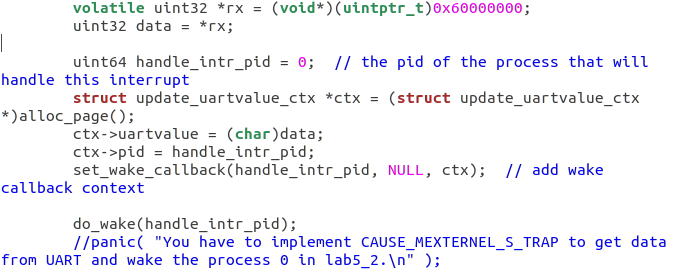 volatile uint32 *rx = (void*)(uintptr_t)0x60000000;
uint32 data = *rx;
uint64 handle_intr_pid = 0;  // the pid of the process that will
handle this interrupt
struct update_uartvalue_ctx *ctx = (struct update_uartvalue_ctx
*)alloc_page();
ctx->uartvalue = (char)data;
ctx->pid = handle_intr_pid;
set_wake_callback(handle_intr_pid, NULL, ctx);  // add wake
callback context
do_wake(handle_intr_pid);
//panic( "You have to implement CAUSE_MEXTERNEL_S_TRAP to get data
from UART and wake the process 0 in lab5_2.\n" );